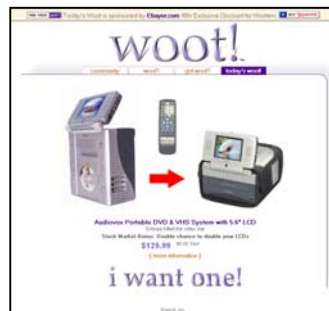 Today's Woot is sponsored by Ebayer.com
woot!
community woot? got woot? today's woot!
Audiovox Portable DVD & VHS System with 5.6" LCD
Stock Market Bonus: Double chance to double your LCDs
$129.99
[ more information ]
i want one!